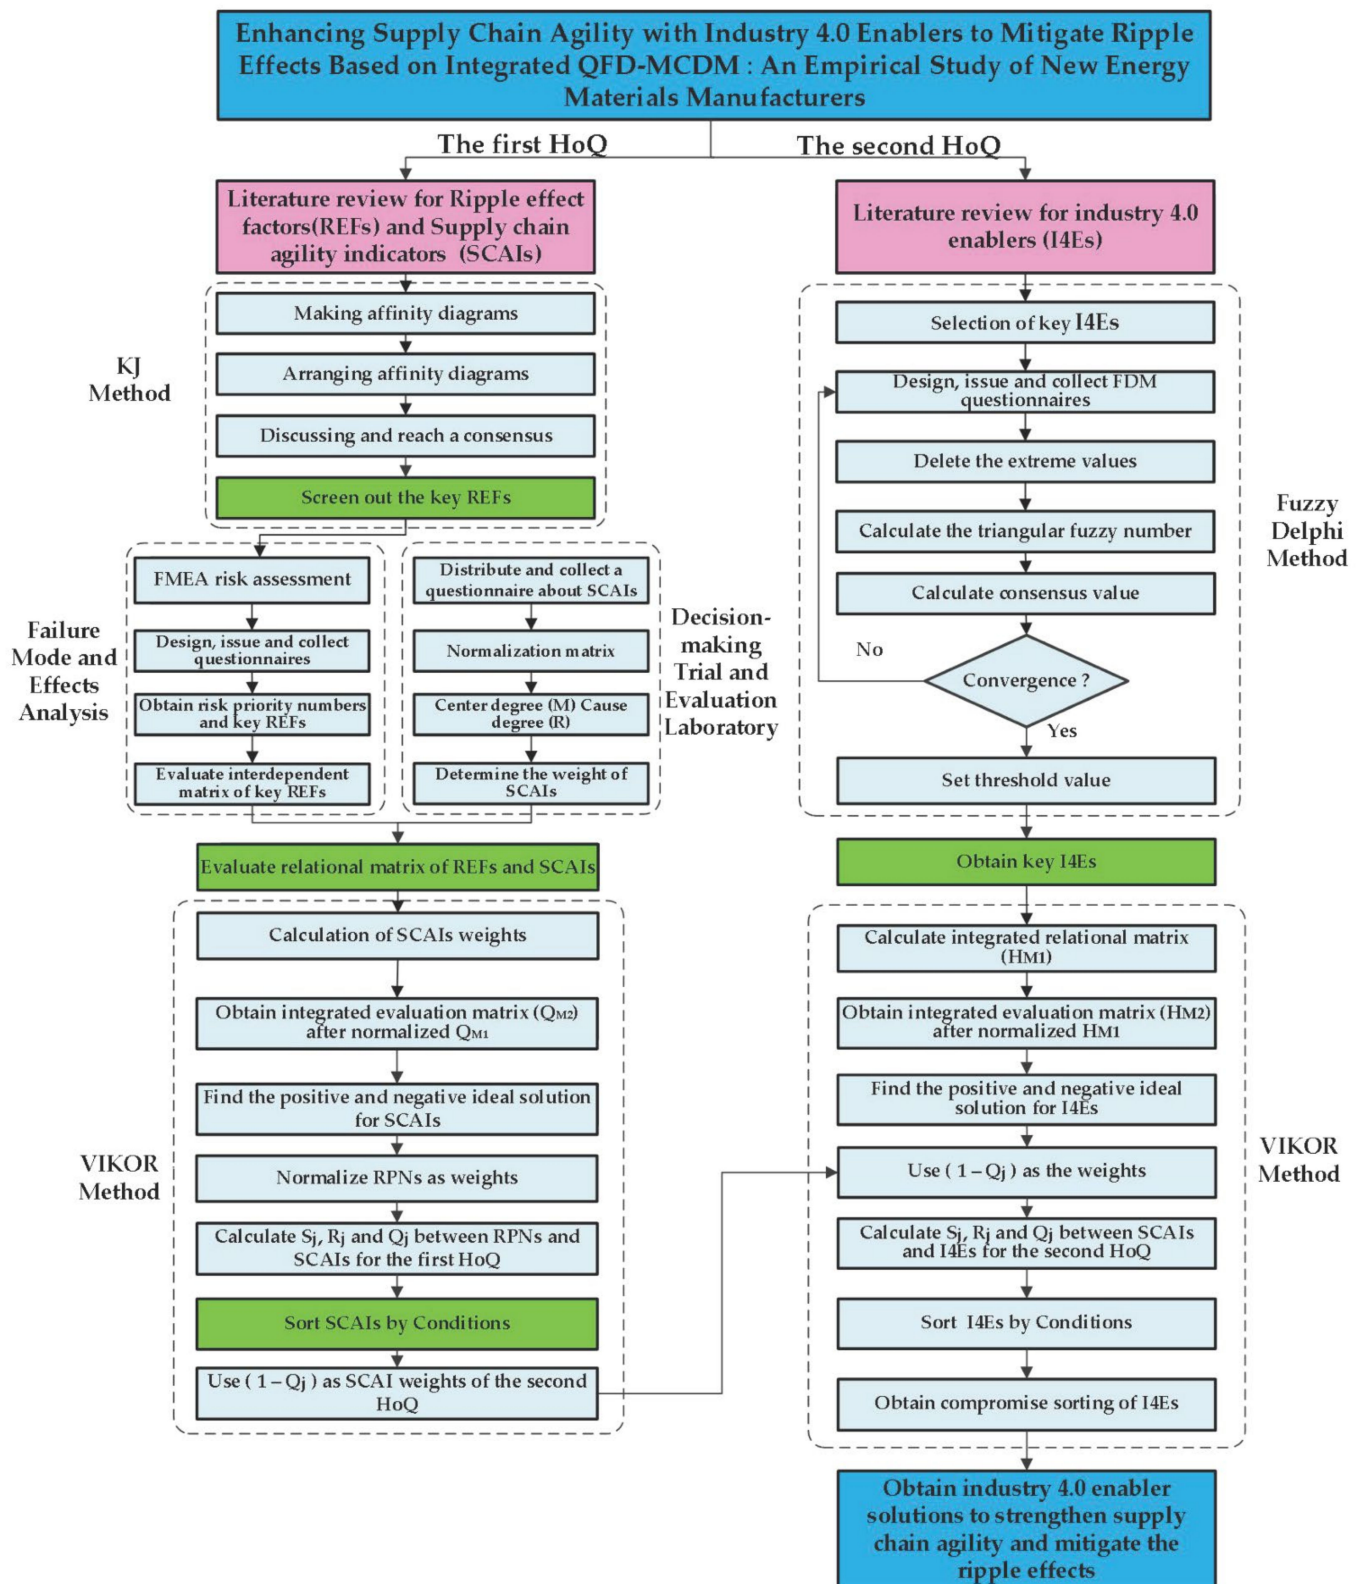 Enhancing Supply Chain Agility with Industry 4.0 Enablers to Mitigate Ripple
Effects Based on Integrated QFD-MCDM : An Empirical Study of New Energy
Materials Manufacturers
The first HoQ
The second HoQ
Literature review for Ripple effect
factors(REFs) and Supply chain
agility indicators (SCAIs)
KJ
Method
Making affinity diagrams
Arranging affinity diagrams
Discussing and reach a consensus
Screen out the key REFs
Failure
Mode and
Effects
Analysis
FMEA risk assessment
Design, issue and collect
questionnaires
Obtain risk priority numbers
and key REFs
Evaluate interdependent
matrix of key REFs
Distribute and collect a
questionnaire about SCAIs
Normalization matrix
Center degree (M) Cause
degree (R)
Determine the weight of
SCAIs
Decision-
making
Trial and
Evaluation
Laboratory
Evaluate relational matrix of REFs and SCAIs
VIKOR
Method
Calculation of SCAIs weights
Obtain integrated evaluation matrix (QM2)
after normalized QM1
Find the positive and negative ideal solution
for SCAIs
Normalize RPNs as weights
Calculate Sj, Rj and Qj between RPNs and
SCAIs for the first HoQ
Sort SCAIs by Conditions
Use ( 1 – Qj ) as SCAI weights of the second
HoQ
Literature review for industry 4.0
enablers (I4Es)
Selection of key I4Es
Design, issue and collect FDM
questionnaires
Delete the extreme values
Calculate the triangular fuzzy number
Calculate consensus value
No
Convergence ?
Yes
Set threshold value
Fuzzy
Delphi
Method
Obtain key I4Es
Calculate integrated relational matrix
(HM1)
Obtain integrated evaluation matrix (HM2)
after normalized HM1
Find the positive and negative ideal
solution for I4Es
Use ( 1 – Qj ) as the weights
Calculate Sj, Rj and Qj between SCAIs
and I4Es for the second HoQ
Sort I4Es by Conditions
Obtain compromise sorting of I4Es
VIKOR
Method
Obtain industry 4.0 enabler
solutions to strengthen supply
chain agility and mitigate the
ripple effects